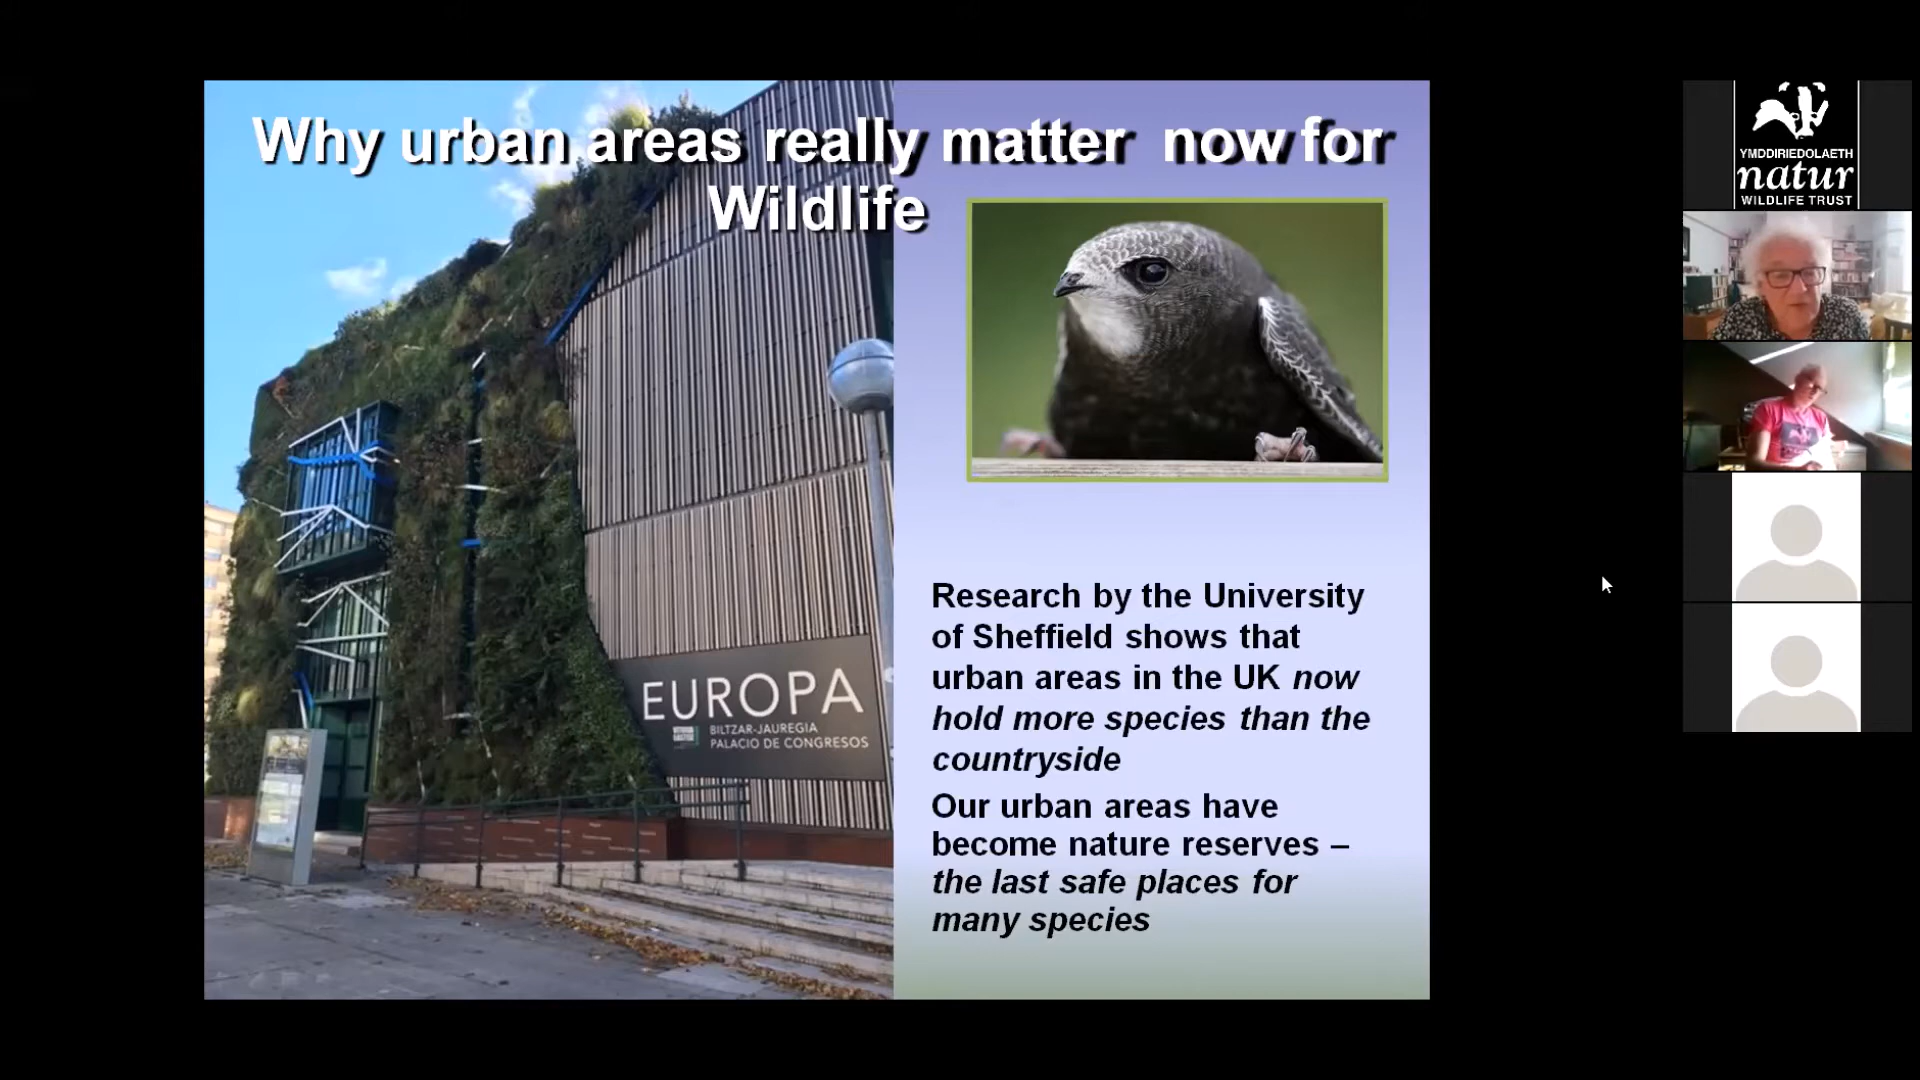 Why urban areas really matter now for
Wildlife
EUROPA
BILTZAR-JAUREGIA
PALACIO DE CONGRESOS
Research by the University
of Sheffield shows that
urban areas in the UK now
hold more species than the
countryside
Our urban areas have
become nature reserves –
the last safe places for
many species
YMDDIRIEDOLAETH
natur
WILDLIFE TRUST